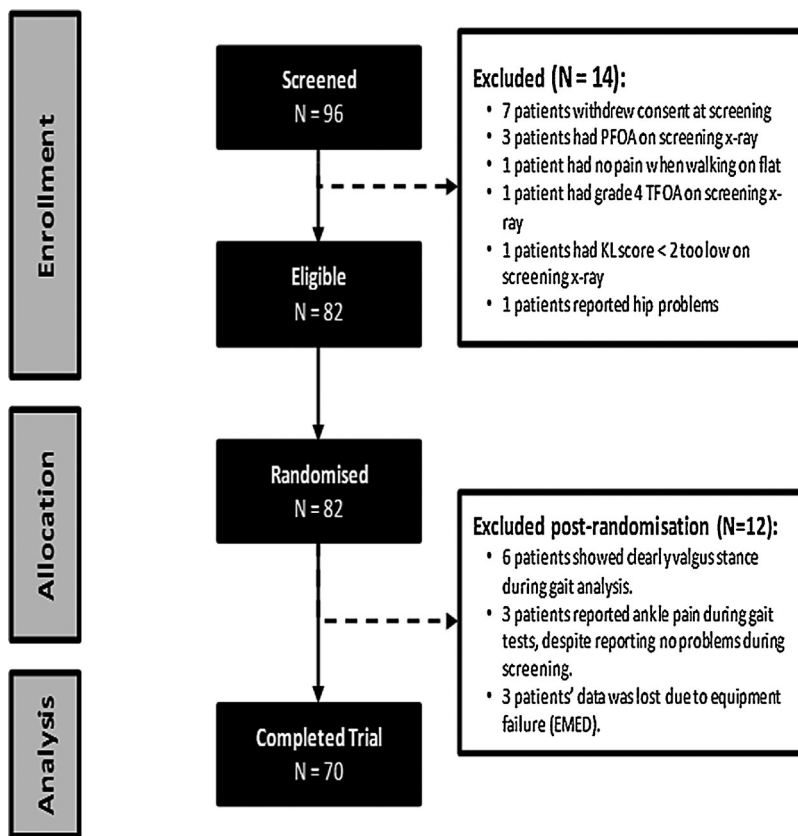 Enrollment
Screened
N = 96
Excluded (N = 14):
• 7 patients withdrew consent at screening
• 3 patients had PFOA on screening x-ray
• 1 patient had no pain when walking on flat
• 1 patient had grade 4 TFOA on screening x-
ray
• 1 patients had KL score < 2 too low on
screening x-ray
• 1 patients reported hip problems
Eligible
N = 82
Allocation
Randomised
N = 82
Excluded post-randomisation (N=12):
• 6 patients showed clearly valgus stance
during gait analysis.
• 3 patients reported ankle pain during gait
tests, despite reporting no problems during
screening.
• 3 patients’ data was lost due to equipment
failure (EMED).
Analysis
Completed Trial
N = 70